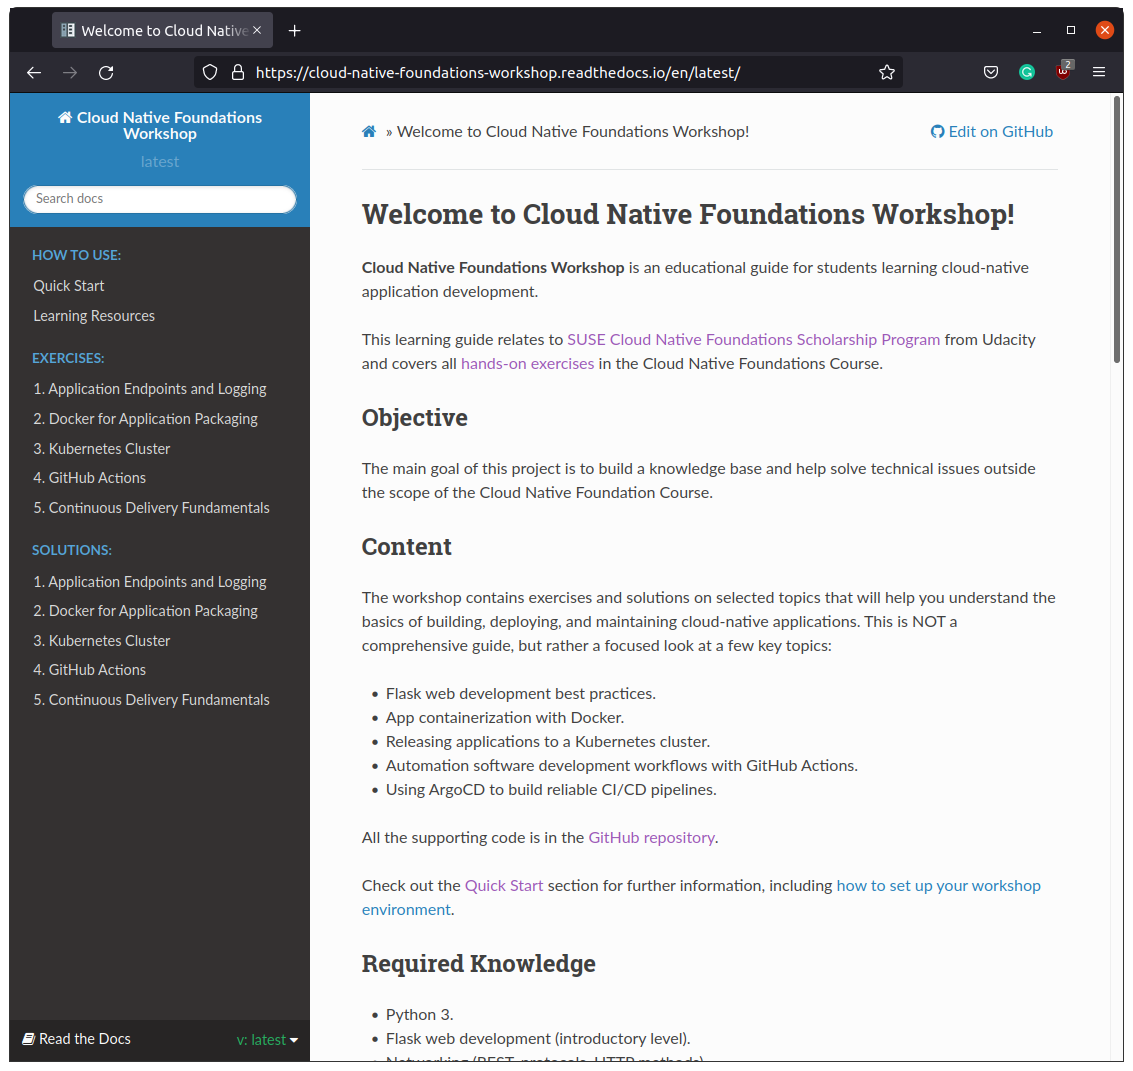 Welcome to Cloud Native
https://cloud-native-foundations-workshop.readthedocs.io/en/latest/
2
Cloud Native Foundations
Workshop
latest
Search docs
HOW TO USE:
Quick Start
Learning Resources
EXERCISES:
1. Application Endpoints and Logging
2. Docker for Application Packaging
3. Kubernetes Cluster
4. GitHub Actions
5. Continuous Delivery Fundamentals
SOLUTIONS:
1. Application Endpoints and Logging
2. Docker for Application Packaging
3. Kubernetes Cluster
4. GitHub Actions
5. Continuous Delivery Fundamentals
Read the Docs
v: latest
» Welcome to Cloud Native Foundations Workshop!
Edit on GitHub
Welcome to Cloud Native Foundations Workshop!
Cloud Native Foundations Workshop is an educational guide for students learning cloud-native
application development.
This learning guide relates to SUSE Cloud Native Foundations Scholarship Program from Udacity
and covers all hands-on exercises in the Cloud Native Foundations Course.
Objective
The main goal of this project is to build a knowledge base and help solve technical issues outside
the scope of the Cloud Native Foundation Course.
Content
The workshop contains exercises and solutions on selected topics that will help you understand the
basics of building, deploying, and maintaining cloud-native applications. This is NOT a
comprehensive guide, but rather a focused look at a few key topics:
• Flask web development best practices.
• App containerization with Docker.
• Releasing applications to a Kubernetes cluster.
• Automation software development workflows with GitHub Actions.
• Using ArgoCD to build reliable CI/CD pipelines.
All the supporting code is in the GitHub repository.
Check out the Quick Start section for further information, including how to set up your workshop
environment.
Required Knowledge
• Python 3.
• Flask web development (introductory level).
• Networking (REST, protocols, HTTP methods).